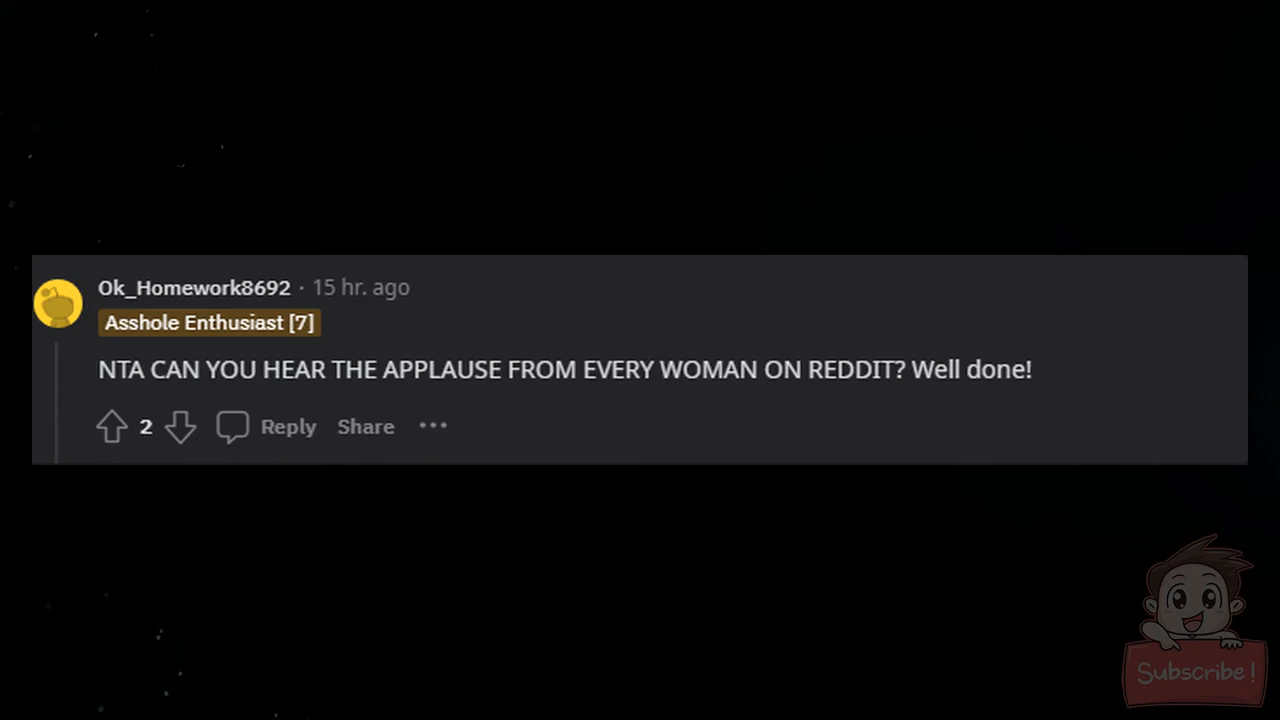 Ok_Homework8692 · 15 hr. ago
Asshole Enthusiast [7]
NTA CAN YOU HEAR THE APPLAUSE FROM EVERY WOMAN ON REDDIT? Well done!
2 Reply Share ···
Subscribe!